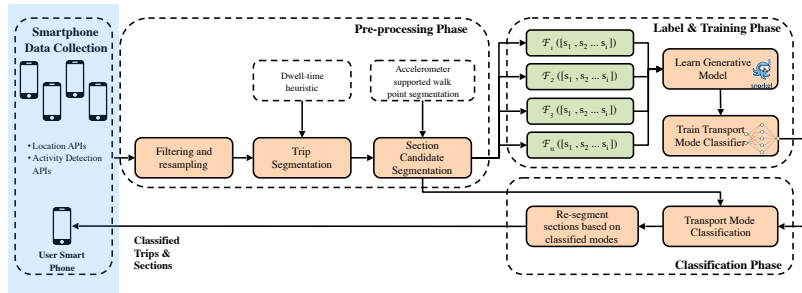 Smartphone
Data Collection
• Location APIs
• Activity Detection
APIs
User Smart
Phone
Pre-processing Phase
Dwell-time
heuristic
Accelerometer
supported walk
point segmentation
Filtering and
resampling
Trip
Segmentation
Section
Candidate
Segmentation
Label & Training Phase
ℱ₁ ([s₁ , s₂ ... sᵢ])
ℱ₂ ([s₁ , s₂ ... sᵢ])
ℱ₃ ([s₁ , s₂ ... sᵢ])
ℱₙ ([s₁ , s₂ ... sᵢ])
Learn Generative
Model
snorkel
Train Transport
Mode Classifier
Classified
Trips &
Sections
Re-segment
sections based on
classified modes
Transport Mode
Classification
Classification Phase